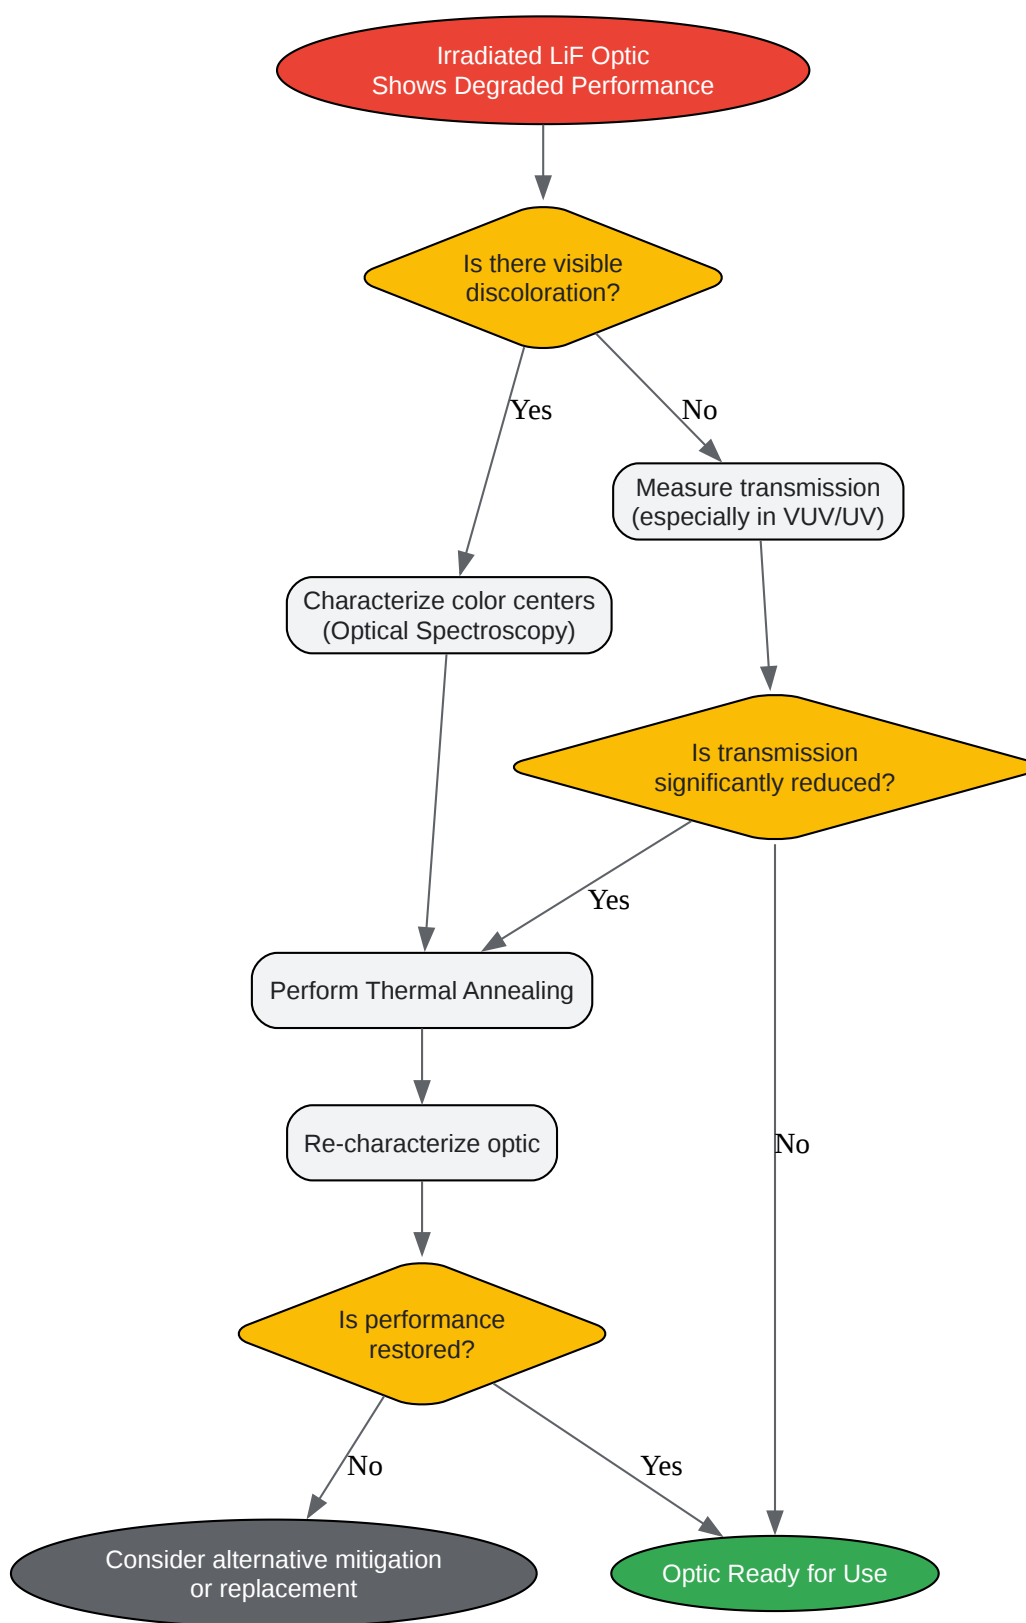 Irradiated LiF Optic
Shows Degraded Performance
Is there visible
discoloration?
Yes
No
Measure transmission
(especially in VUV/UV)
Characterize color centers
(Optical Spectroscopy)
Is transmission
significantly reduced?
Yes
Perform Thermal Annealing
Re-characterize optic
No
Is performance
restored?
No
Yes
Consider alternative mitigation
or replacement
Optic Ready for Use